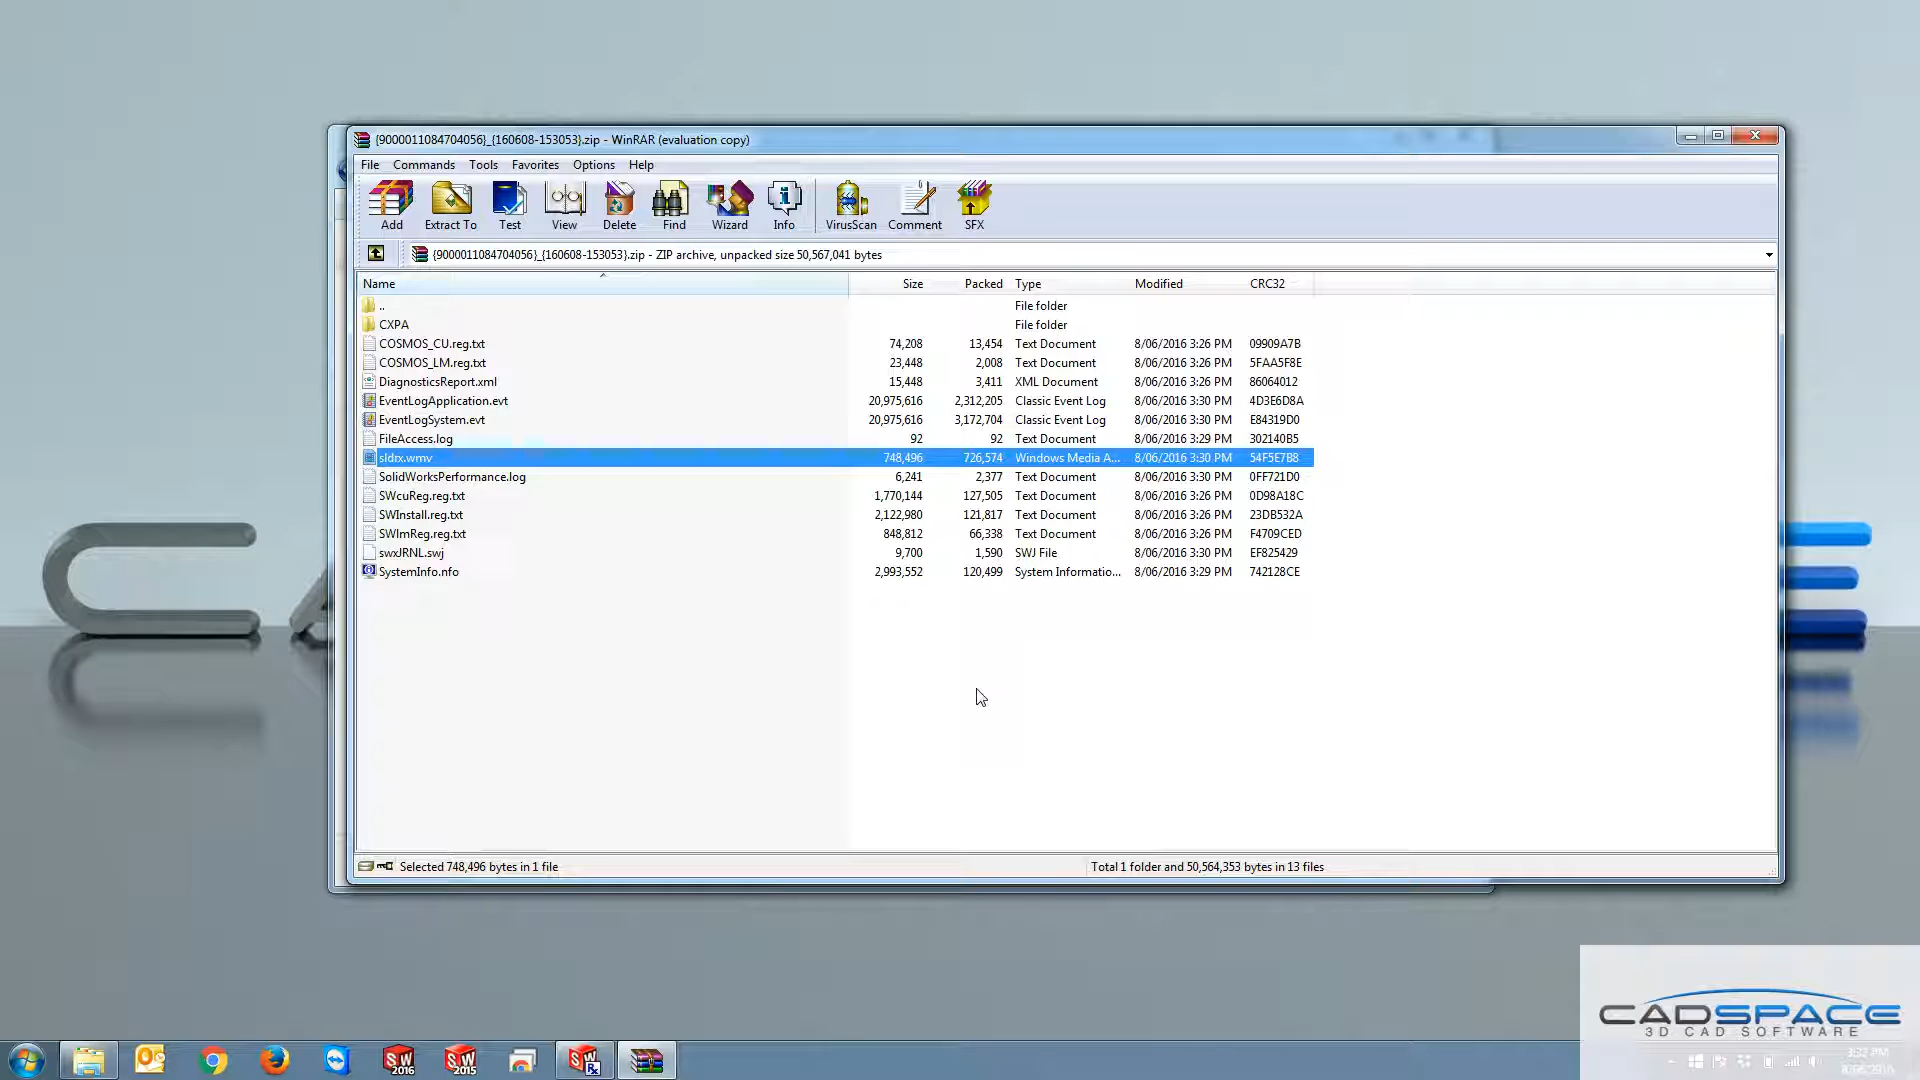 {9000011084704056}_{160608-153053}.zip - WinRAR (evaluation copy)
File Commands Tools Favorites Options Help
Add Extract To Test View Delete Find Wizard Info VirusScan Comment SFX
{9000011084704056}_{160608-153053}.zip - ZIP archive, unpacked size 50,567,041 bytes
Name Size Packed Type Modified CRC32
.. File folder
CXPA File folder
COSMOS_CU.reg.txt 74,208 13,454 Text Document 8/06/2016 3:26 PM 09909A7B
COSMOS_LM.reg.txt 23,448 2,008 Text Document 8/06/2016 3:26 PM 5FAA5F8E
DiagnosticsReport.xml 15,448 3,411 XML Document 8/06/2016 3:26 PM 86064012
EventLogApplication.evt 20,975,616 2,312,205 Classic Event Log 8/06/2016 3:30 PM 4D3E6D8A
EventLogSystem.evt 20,975,616 3,172,704 Classic Event Log 8/06/2016 3:30 PM E84319D0
FileAccess.log 92 92 Text Document 8/06/2016 3:29 PM 302140B5
sldrx.wmv 748,496 726,574 Windows Media A... 8/06/2016 3:30 PM 54F5E7B8
SolidWorksPerformance.log 6,241 2,377 Text Document 8/06/2016 3:30 PM 0FF721D0
SWcuReg.reg.txt 1,770,144 127,505 Text Document 8/06/2016 3:26 PM 0D98A18C
SWInstall.reg.txt 2,122,980 121,817 Text Document 8/06/2016 3:26 PM 23DB532A
SWlmReg.reg.txt 848,812 66,338 Text Document 8/06/2016 3:26 PM F4709CED
swxJRNL.swj 9,700 1,590 SWJ File 8/06/2016 3:30 PM EF825429
SystemInfo.nfo 2,993,552 120,499 System Informatio... 8/06/2016 3:29 PM 742128CE
Selected 748,496 bytes in 1 file Total 1 folder and 50,564,353 bytes in 13 files
CADSPACE
3D CAD SOFTWARE
SW 2016 SW 2015 SW Rx
3:32 PM